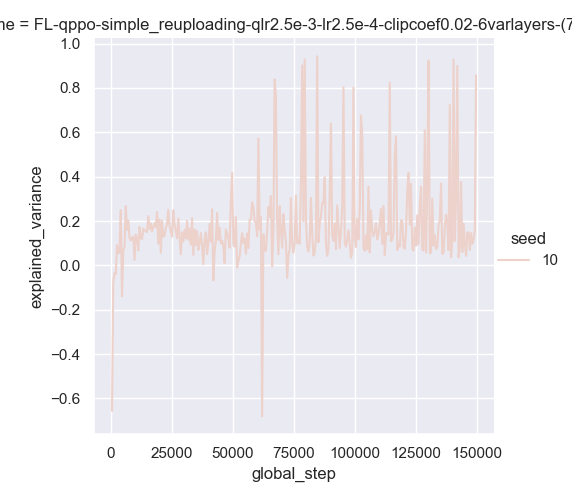 ne = FL-qppo-simple_reuploading-qlr2.5e-3-lr2.5e-4-clipcoef0.02-6varlayers-(7
1.0
0.8
0.6
0.4
0.2
0.0
−0.2
−0.4
−0.6
explained_variance
0 25000 50000 75000 100000 125000 150000
global_step
seed
10